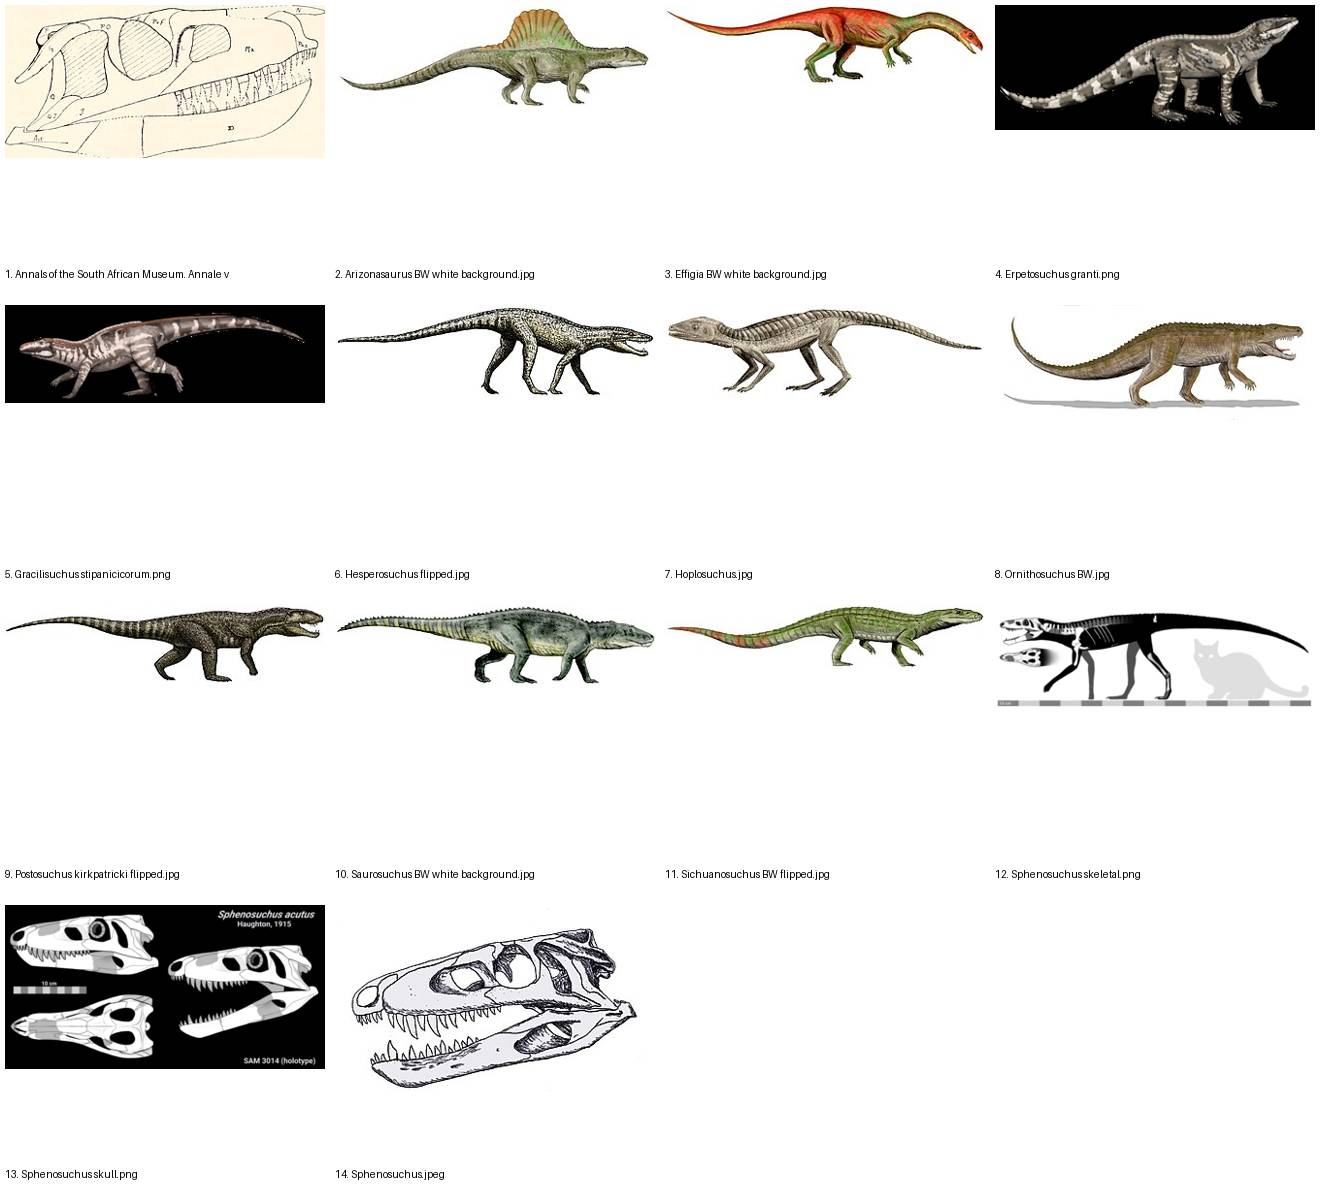 1. Annals of the South African Museum. Annale v
2. Arizonasaurus BW white background.jpg
3. Effigia BW white background.jpg
4. Erpetosuchus granti.png
5. Gracilisuchus stipanicicorum.png
6. Hesperosuchus flipped.jpg
7. Hoplosuchus.jpg
8. Ornithosuchus BW.jpg
9. Postosuchus kirkpatricki flipped.jpg
10. Saurosuchus BW white background.jpg
11. Sichuanosuchus BW flipped.jpg
12. Sphenosuchus skeletal.png
Sphenosuchus acutus
Haughton, 1915
10 cm
SAM 3014 (holotype)
13. Sphenosuchus skull.png
14. Sphenosuchus.jpeg